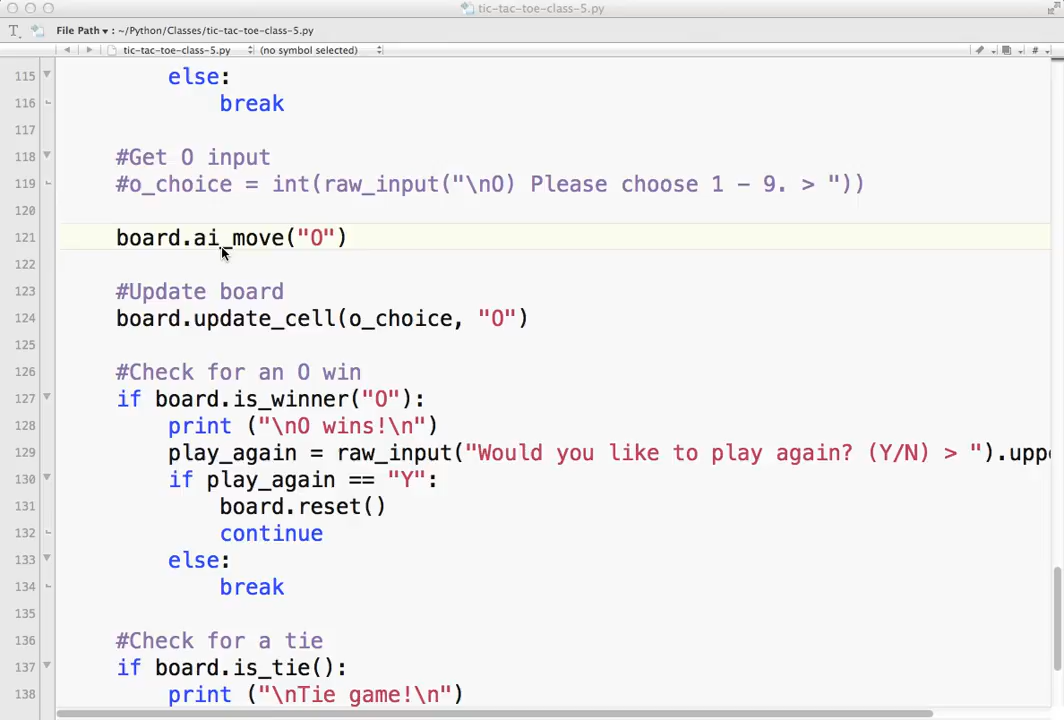 tic-tac-toe-class-5.py
File Path ▾ : ~/Python/Classes/tic-tac-toe-class-5.py
tic-tac-toe-class-5.py (no symbol selected) #
115 else:
116 break
117
118 #Get O input
119 #o_choice = int(raw_input("\nO) Please choose 1 - 9. > "))
120
121 board.ai_move("O")
122
123 #Update board
124 board.update_cell(o_choice, "O")
125
126 #Check for an O win
127 if board.is_winner("O"):
128 print ("\nO wins!\n")
129 play_again = raw_input("Would you like to play again? (Y/N) > ").uppe
130 if play_again == "Y":
131 board.reset()
132 continue
133 else:
134 break
135
136 #Check for a tie
137 if board.is_tie():
138 print ("\nTie game!\n")